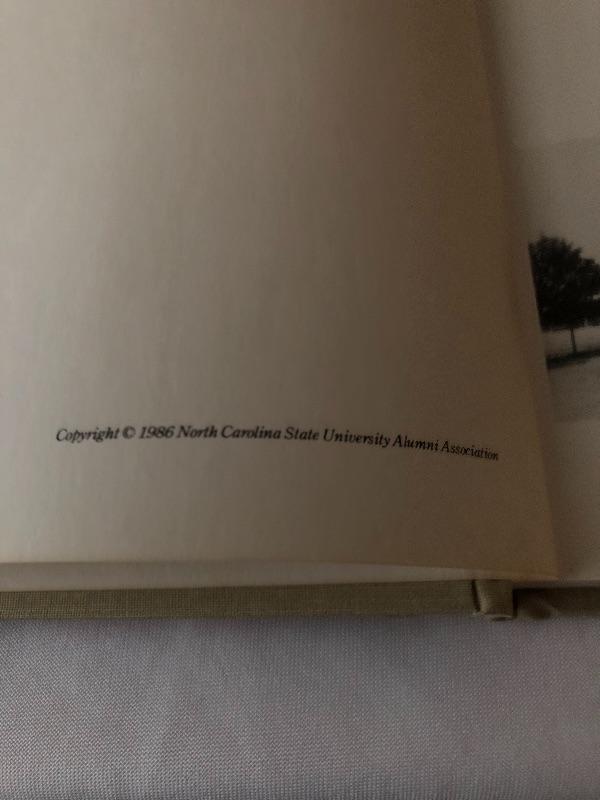 Copyright © 1986 North Carolina State University Alumni Association